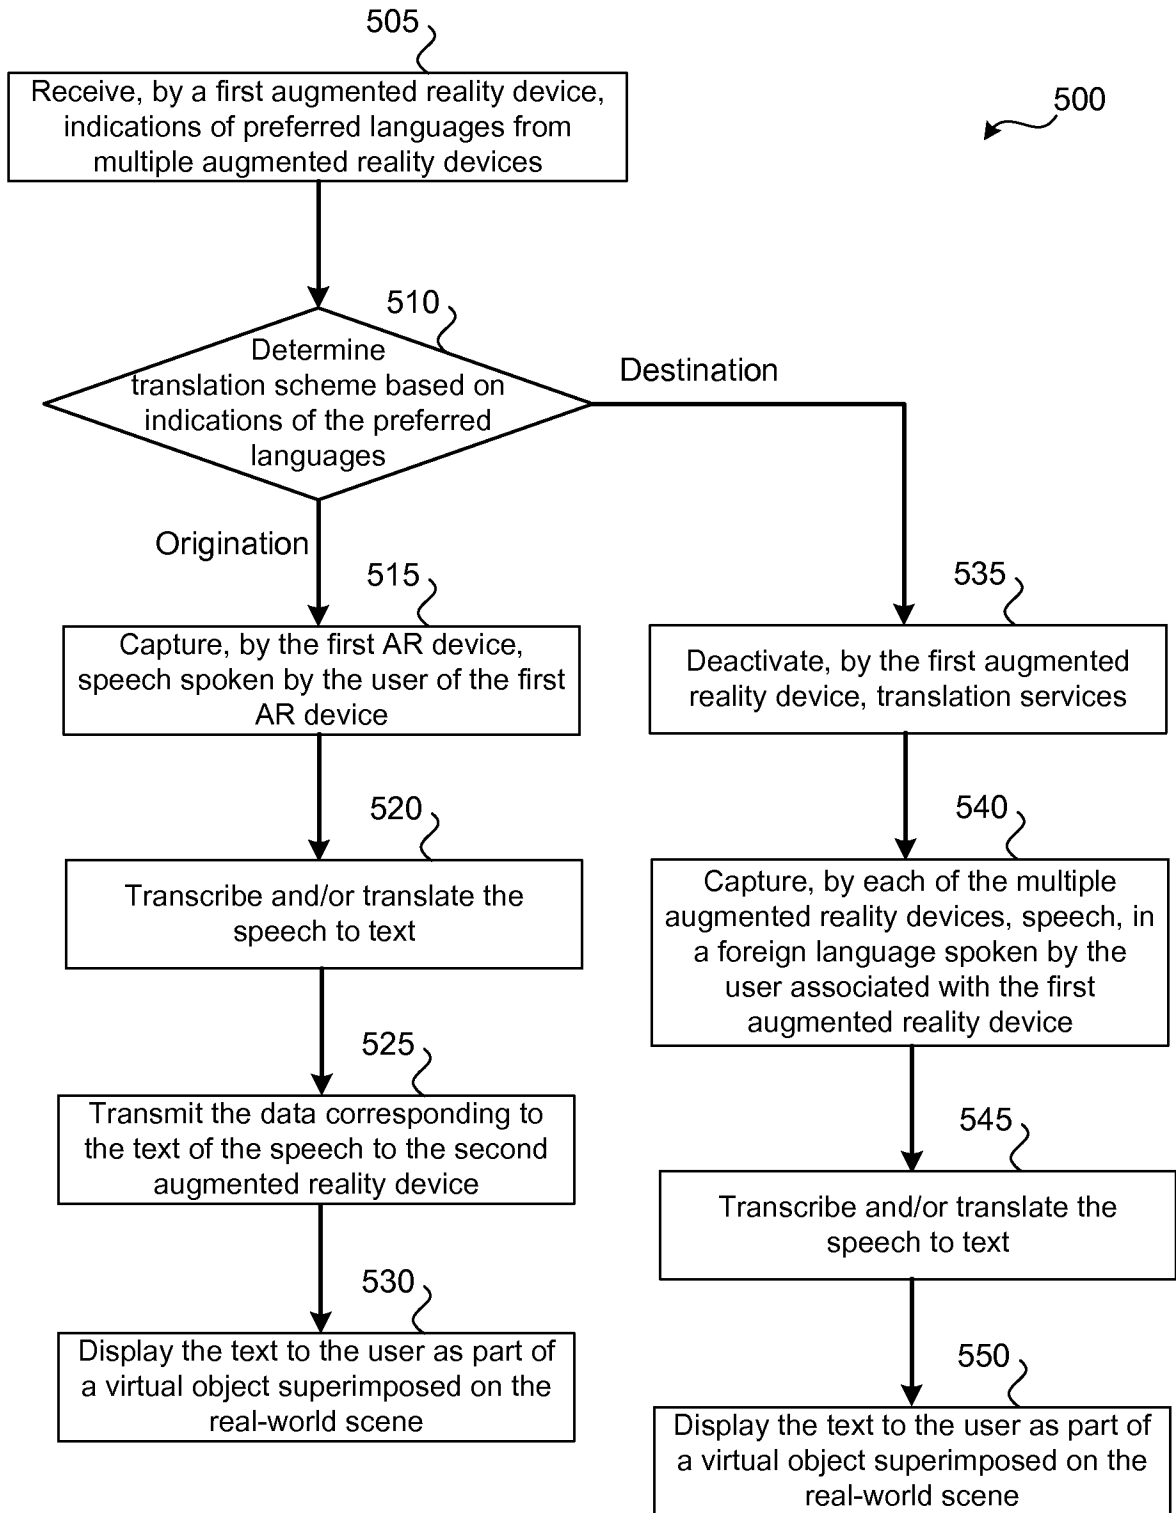 505
Receive, by a first augmented reality device,
indications of preferred languages from
multiple augmented reality devices
500
510
Determine
translation scheme based on
indications of the preferred
languages
Destination
Origination
515
Capture, by the first AR device,
speech spoken by the user of the first
AR device
520
Transcribe and/or translate the
speech to text
525
Transmit the data corresponding to
the text of the speech to the second
augmented reality device
530
Display the text to the user as part of
a virtual object superimposed on the
real-world scene
535
Deactivate, by the first augmented
reality device, translation services
540
Capture, by each of the multiple
augmented reality devices, speech, in
a foreign language spoken by the
user associated with the first
augmented reality device
545
Transcribe and/or translate the
speech to text
550
Display the text to the user as part of
a virtual object superimposed on the
real-world scene